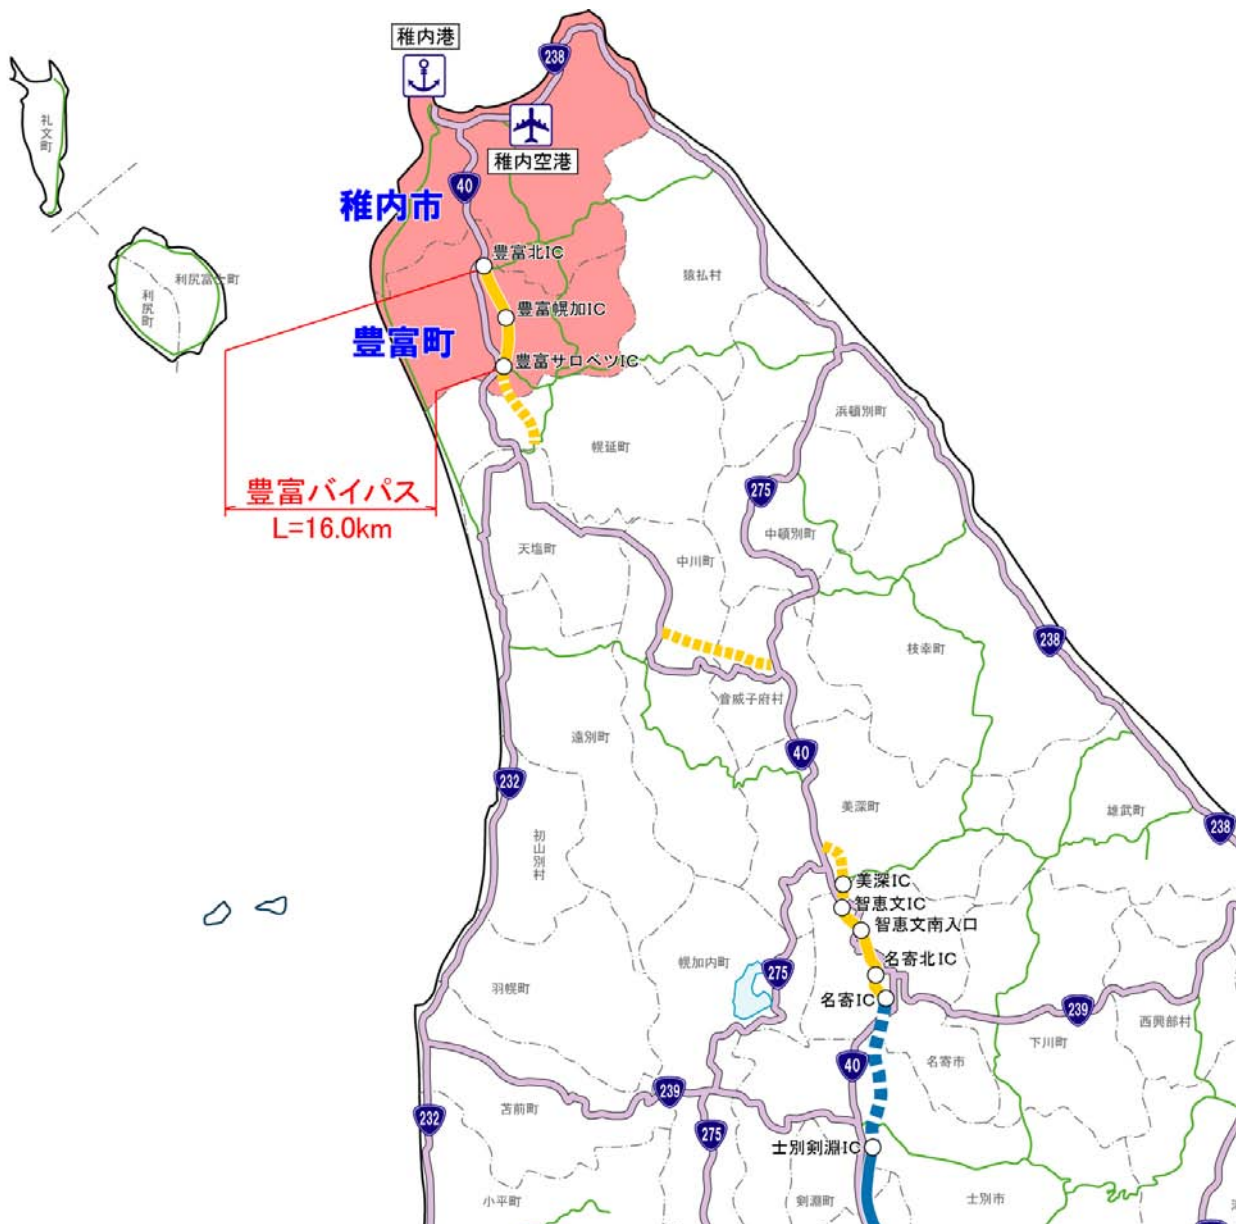 稚内港
238
礼文町
稚内空港
40
稚内市
豊富北IC
猿払村
利尻富士町
利尻町
豊富幌加IC
豊富町
豊富サロベツIC
浜頓別町
幌延町
豊富バイパス
L=16.0km
275
中頓別町
天塩町
中川町
238
枝幸町
音威子府村
遠別町
40
232
美深町
雄武町
238
初山別村
美深IC
智恵文IC
智恵文南入口
名寄北IC
幌加内町
275
羽幌町
名寄IC
239
西興部村
下川町
名寄市
40
239
苫前町
232
275
士別剣淵IC
小平町
剣淵町
士別市